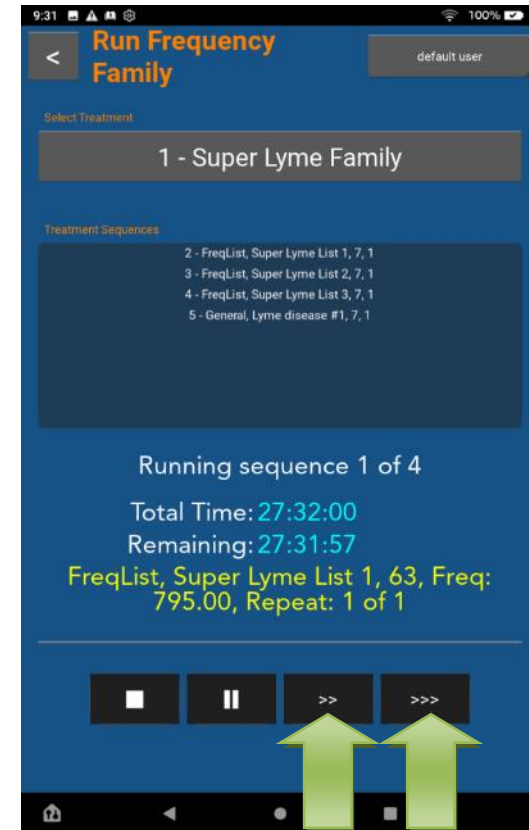 9:31
100%
<
Run Frequency
Family
default user
Select Treatment
1 - Super Lyme Family
Treatment Sequences
2 - FreqList, Super Lyme List 1, 7, 1
3 - FreqList, Super Lyme List 2, 7, 1
4 - FreqList, Super Lyme List 3, 7, 1
5 - General, Lyme disease #1, 7, 1
Running sequence 1 of 4
Total Time: 27:32:00
Remaining: 27:31:57
FreqList, Super Lyme List 1, 63, Freq:
795.00, Repeat: 1 of 1
>> >>>